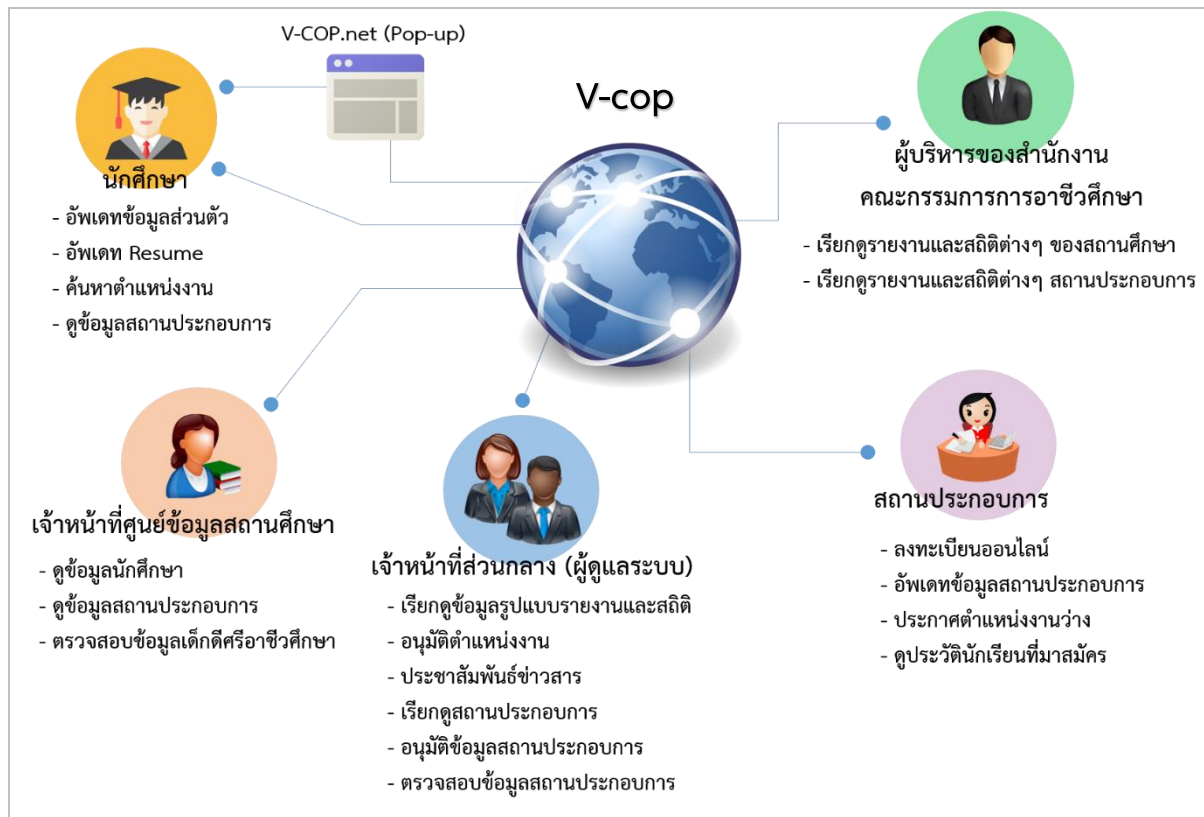 V-COP.net (Pop-up)
V-cop
นักศึกษา
- อัพเดทข้อมูลส่วนตัว
- อัพเดท Resume
- ค้นหาตำแหน่งงาน
- ดูข้อมูลสถานประกอบการ
ผู้บริหารของสำนักงาน
คณะกรรมการการอาชีวศึกษา
- เรียกดูรายงานและสถิติต่างๆ ของสถานศึกษา
- เรียกดูรายงานและสถิติต่างๆ สถานประกอบการ
เจ้าหน้าที่ศูนย์ข้อมูลสถานศึกษา
- ดูข้อมูลนักศึกษา
- ดูข้อมูลสถานประกอบการ
- ตรวจสอบข้อมูลเด็กดีศรีอาชีวศึกษา
เจ้าหน้าที่ส่วนกลาง (ผู้ดูแลระบบ)
- เรียกดูข้อมูลรูปแบบรายงานและสถิติ
- อนุมัติตำแหน่งงาน
- ประชาสัมพันธ์ข่าวสาร
- เรียกดูสถานประกอบการ
- อนุมัติข้อมูลสถานประกอบการ
- ตรวจสอบข้อมูลสถานประกอบการ
สถานประกอบการ
- ลงทะเบียนออนไลน์
- อัพเดทข้อมูลสถานประกอบการ
- ประกาศตำแหน่งงานว่าง
- ดูประวัตินักเรียนที่มาสมัคร